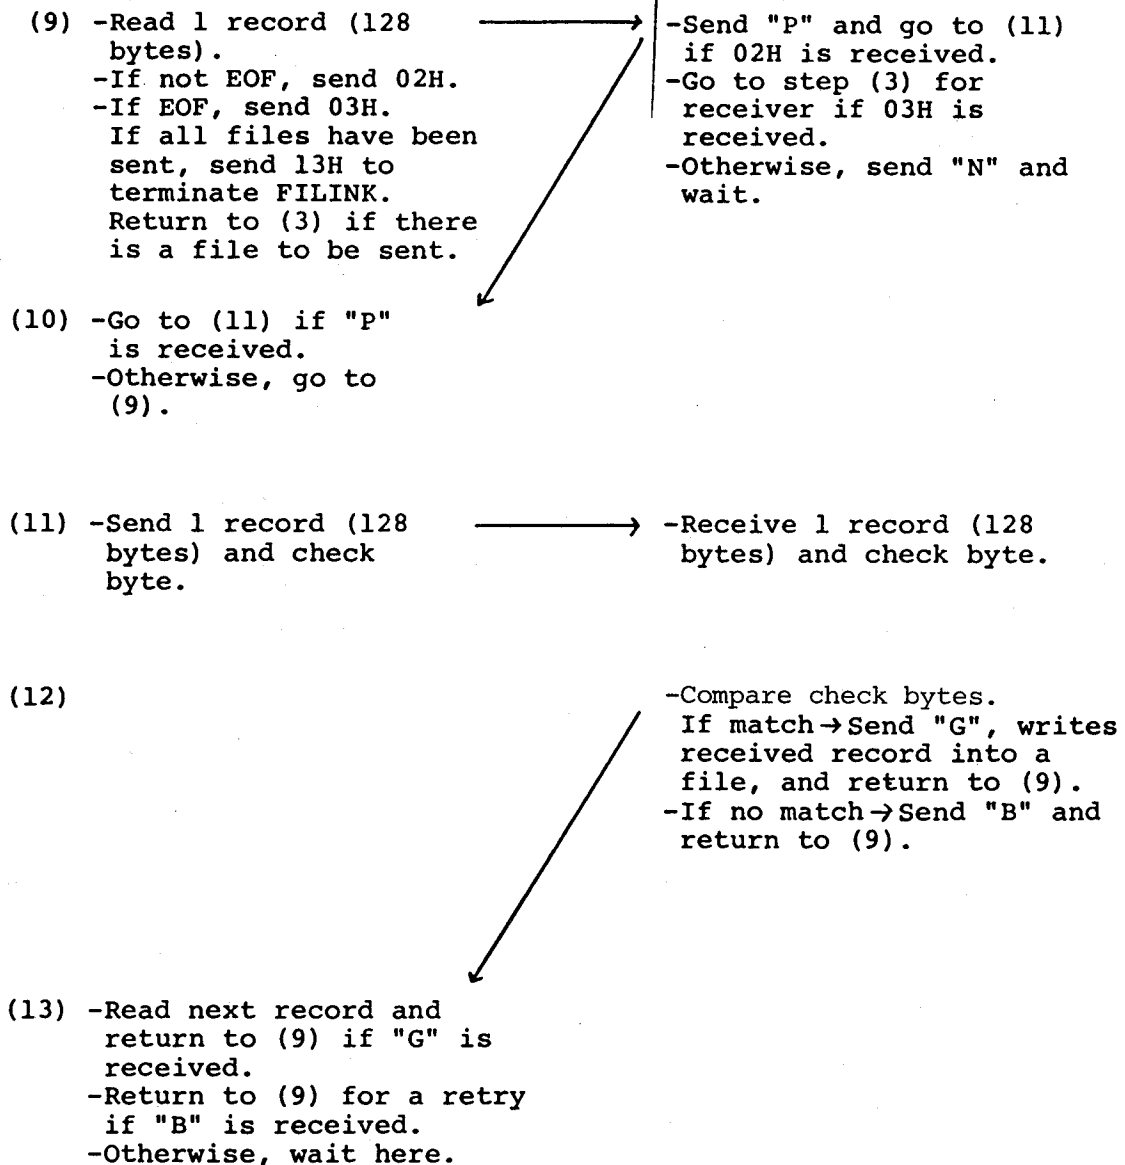 (9) -Read 1 record (128
bytes).
-If not EOF, send 02H.
-If EOF, send 03H.
If all files have been
sent, send 13H to
terminate FILINK.
Return to (3) if there
is a file to be sent.
-Send "P" and go to (11)
if 02H is received.
-Go to step (3) for
receiver if 03H is
received.
-Otherwise, send "N" and
wait.
(10) -Go to (11) if "P"
is received.
-Otherwise, go to
(9).
(11) -Send 1 record (128
bytes) and check
byte.
-Receive 1 record (128
bytes) and check byte.
(12)
-Compare check bytes.
If match→Send "G", writes
received record into a
file, and return to (9).
-If no match→Send "B" and
return to (9).
(13) -Read next record and
return to (9) if "G" is
received.
-Return to (9) for a retry
if "B" is received.
-Otherwise, wait here.